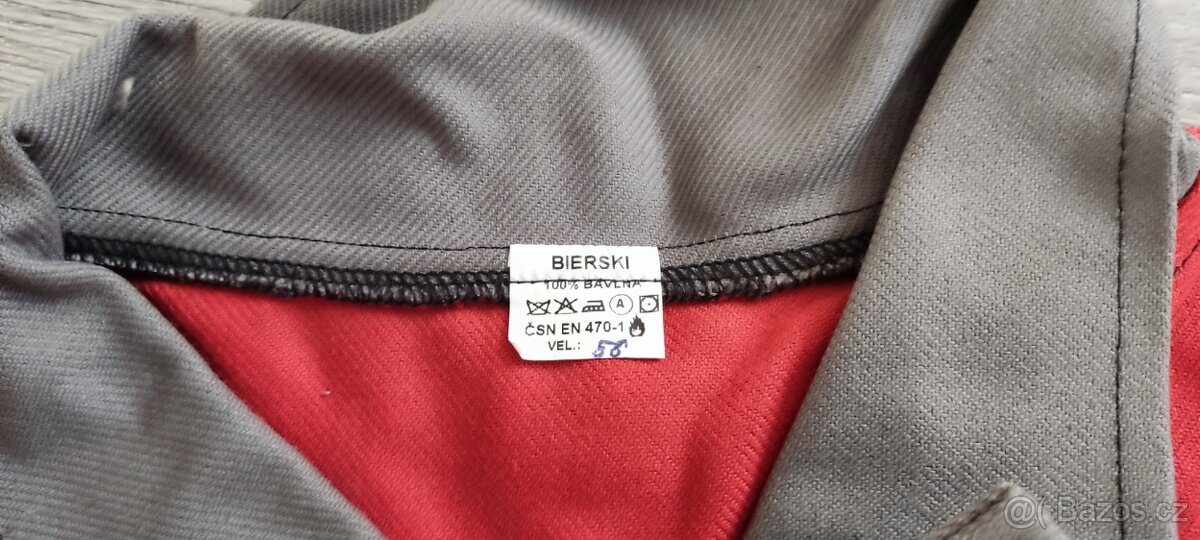 BIERSKI
100% BAVLNA
A
ČSN EN 470-1
VEL.: 58
@( Bazos.cz